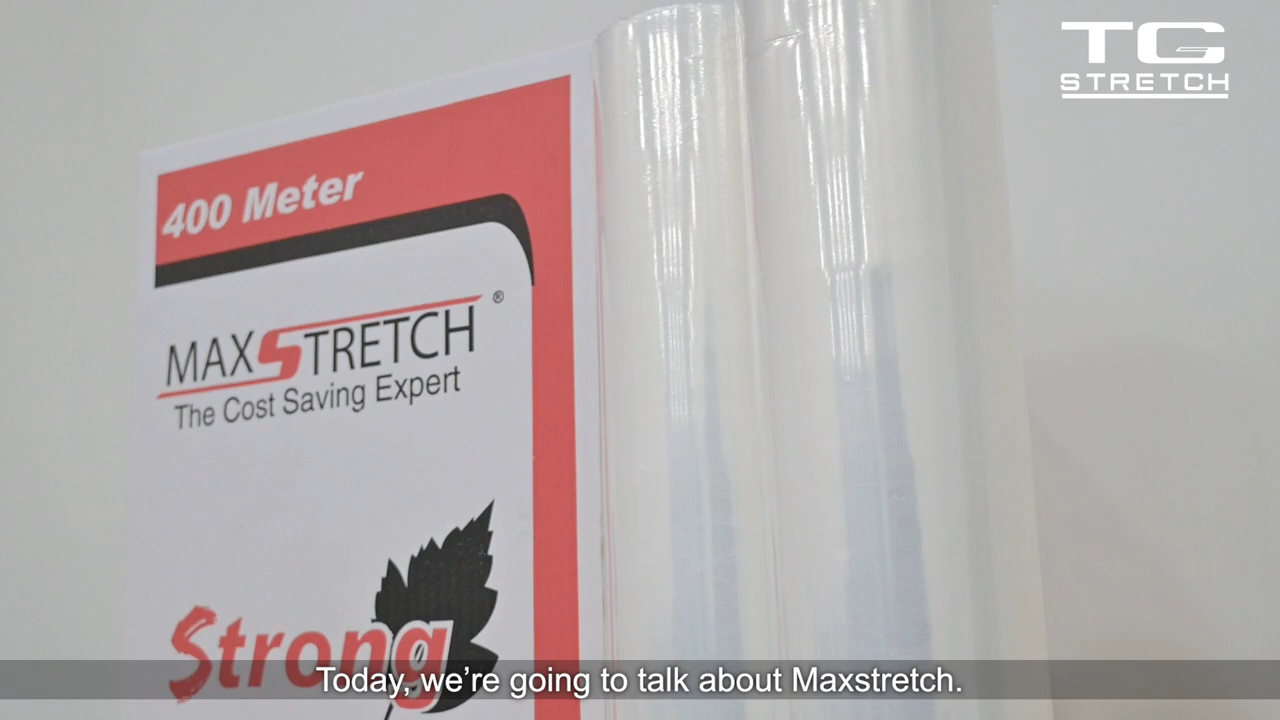 TG
STRETCH
400 Meter
MAXSTRETCH ®
The Cost Saving Expert
Strong
Today, we're going to talk about Maxstretch.